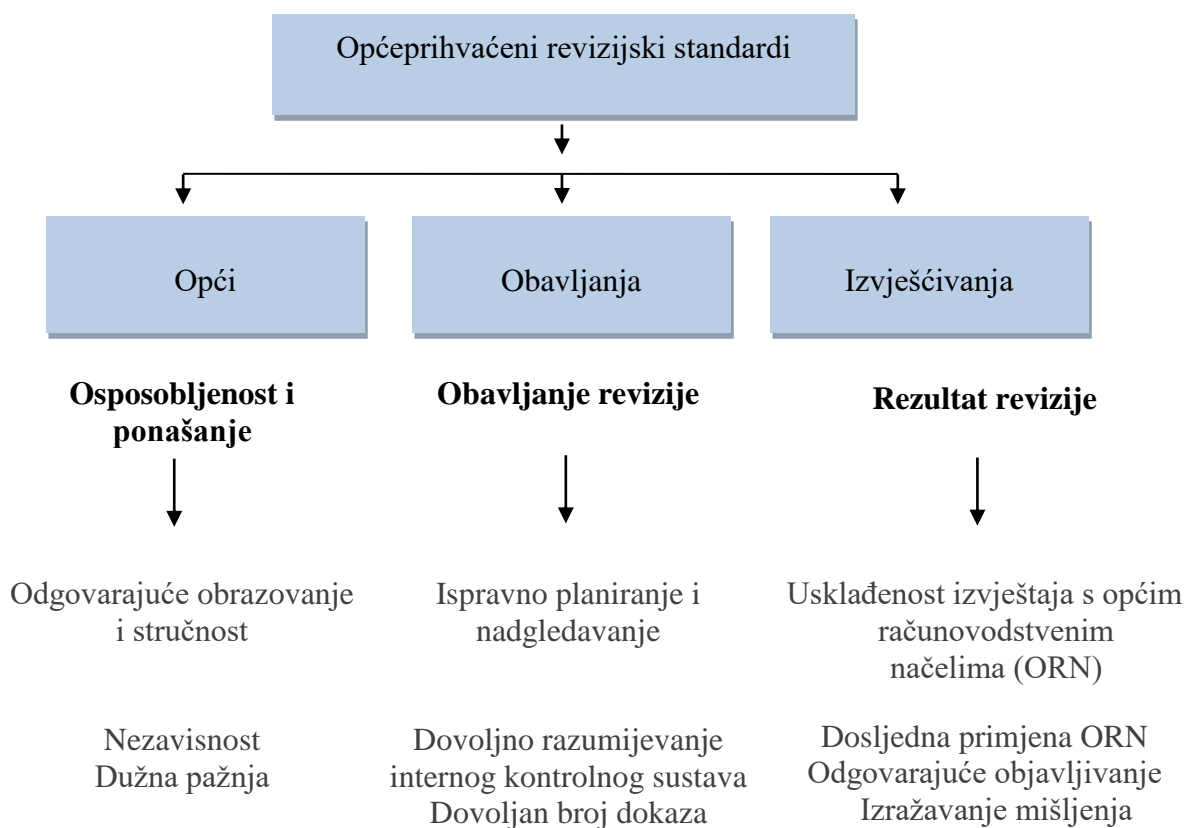 Općeprihvaćeni revizijski standardi
Opći
Obavljanja
Izvješćivanja
Osposobljenost i
ponašanje
Obavljanje revizije
Rezultat revizije
Odgovarajuće obrazovanje
i stručnost
Ispravno planiranje i
nadgledavanje
Usklađenost izvještaja s općim
računovodstvenim
načelima (ORN)
Nezavisnost
Dužna pažnja
Dovoljno razumijevanje
internog kontrolnog sustava
Dovoljan broj dokaza
Dosljedna primjena ORN
Odgovarajuće objavljivanje
Izražavanje mišljenja